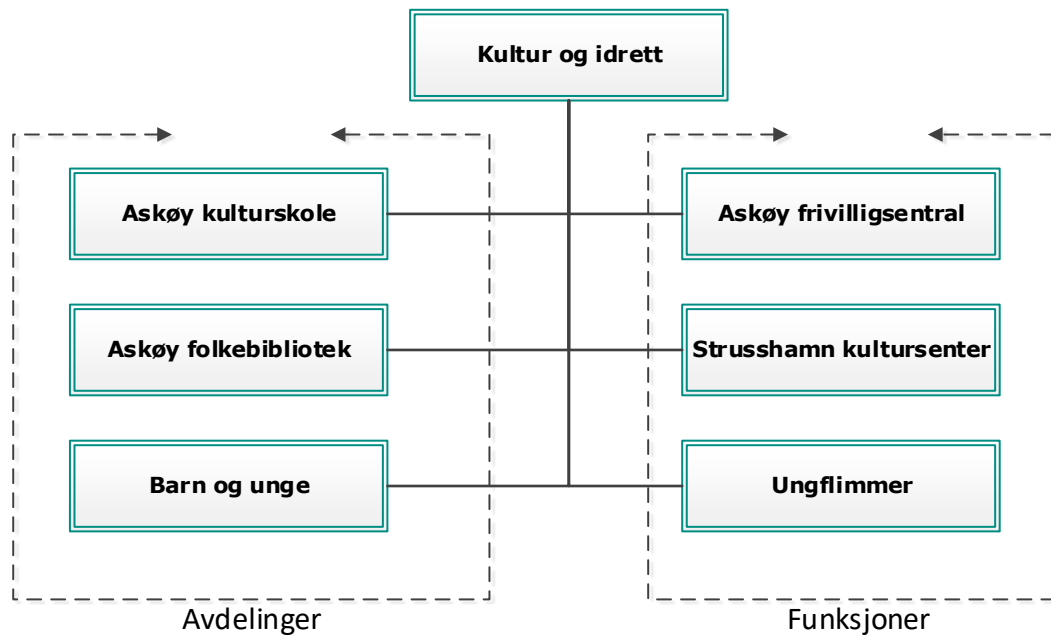 Kultur og idrett
Askøy kulturskole
Askøy frivilligsentral
Askøy folkebibliotek
Strusshamn kultursenter
Barn og unge
Ungflimmer
Avdelinger
Funksjoner